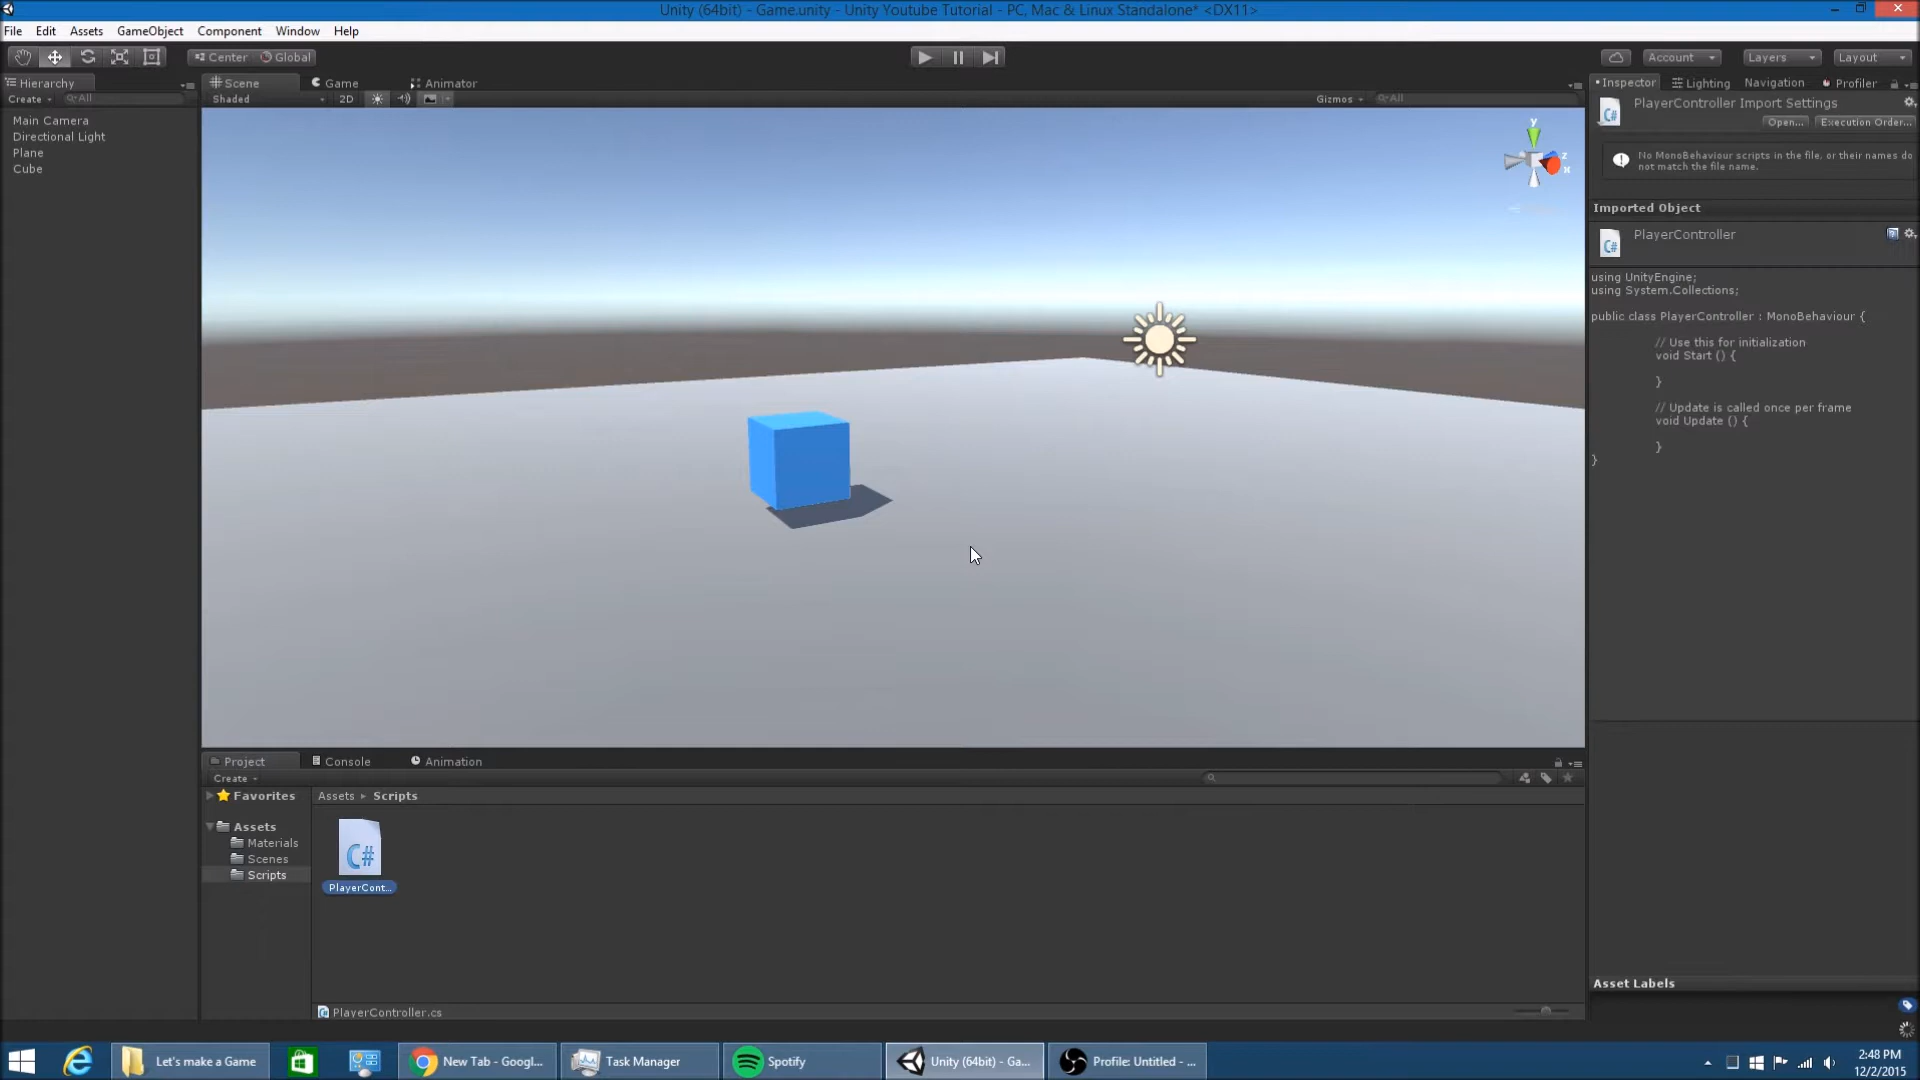 Unity (64bit) - Game.unity - Unity Youtube Tutorial - PC, Mac & Linux Standalone* <DX11>
File Edit Assets GameObject Component Window Help
Center Global Account Layers Layout
Hierarchy
Create All
Main Camera
Directional Light
Plane
Cube
Scene Game Animator
Shaded 2D Gizmos All
y
z
x
Inspector Lighting Navigation Profiler
PlayerController Import Settings
Open... Execution Order...
No MonoBehaviour scripts in the file, or their names do
not match the file name.
Imported Object
C#
PlayerController
using UnityEngine;
using System.Collections;
public class PlayerController : MonoBehaviour {
// Use this for initialization
void Start () {
}
// Update is called once per frame
void Update () {
}
}
Project Console Animation
Create
Favorites
Assets
Materials
Scenes
Scripts
Assets Scripts
C#
PlayerCont...
PlayerController.cs
Asset Labels
Let's make a Game
New Tab - Googl...
Task Manager
Spotify
Unity (64bit) - Ga...
Profile: Untitled - ...
2:48 PM
12/2/2015